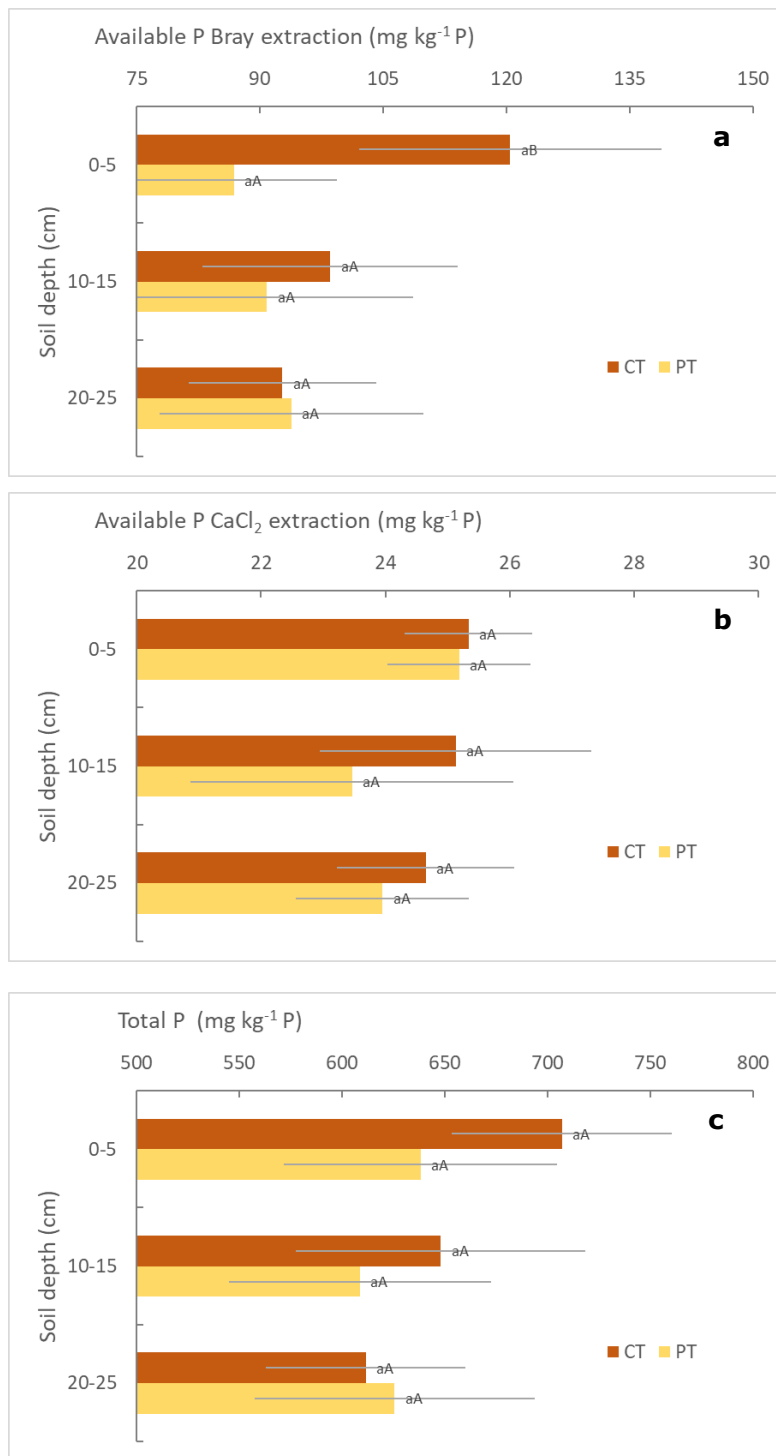 Available P Bray extraction (mg kg⁻¹ P)
75 90 105 120 135 150
a
0-5
aB
aA
10-15
aA
aA
20-25
aA
aA
Soil depth (cm)
CT PT
Available P CaCl₂ extraction (mg kg⁻¹ P)
20 22 24 26 28 30
b
0-5
aA
aA
10-15
aA
aA
20-25
aA
aA
Soil depth (cm)
CT PT
Total P (mg kg⁻¹ P)
500 550 600 650 700 750 800
c
0-5
aA
aA
10-15
aA
aA
20-25
aA
aA
Soil depth (cm)
CT PT